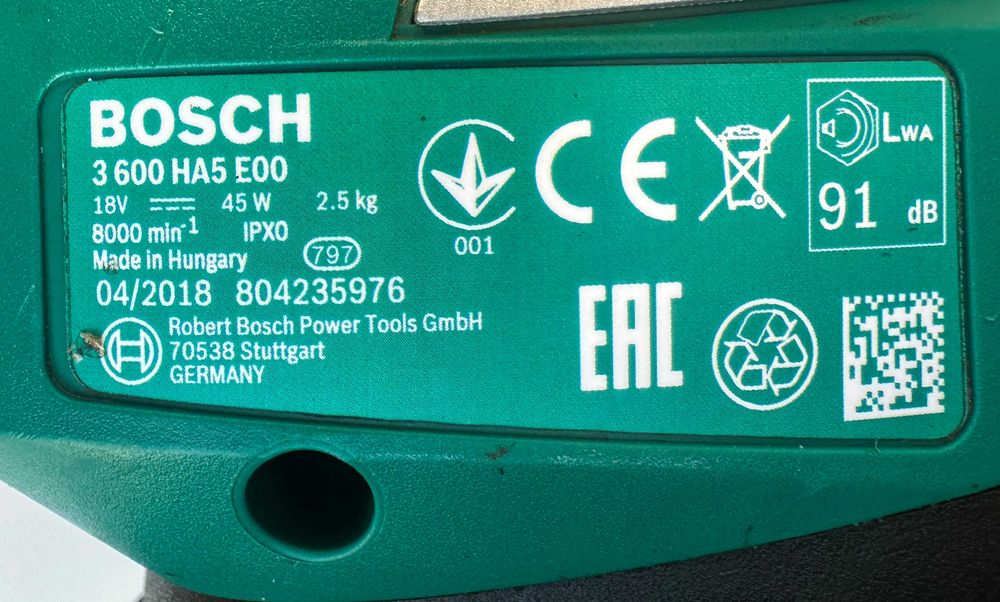 BOSCH
3 600 HA5 E00
18V 45 W 2.5 kg
8000 min-1 IPX0
Made in Hungary 797
04/2018 804235976
Robert Bosch Power Tools GmbH
70538 Stuttgart
GERMANY
001
CE
LWA
91 dB
EAC